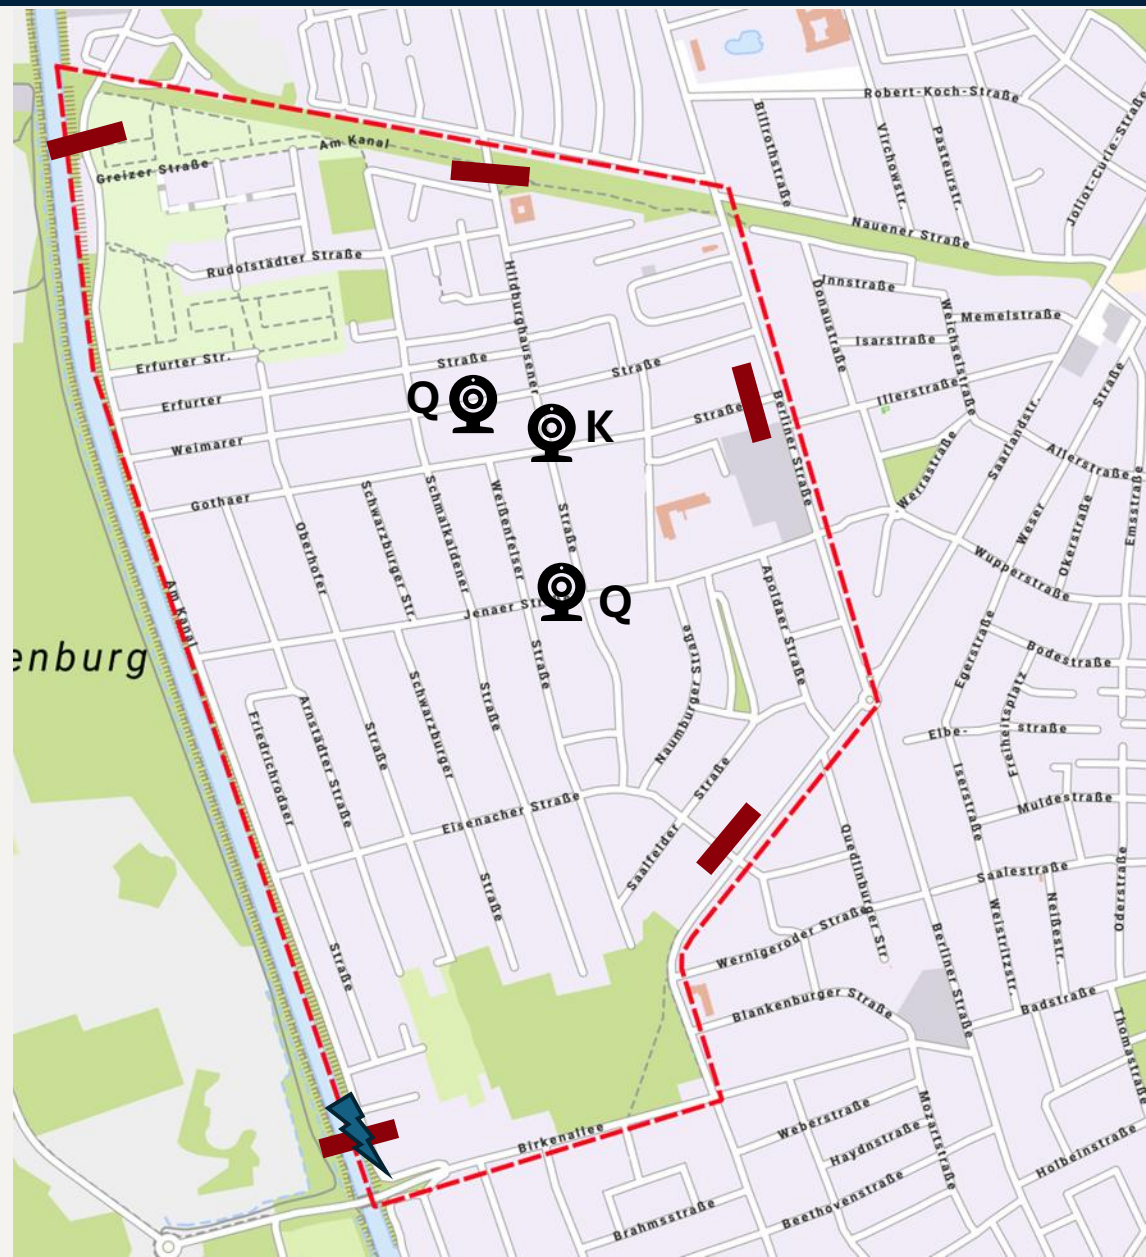 Robert-Koch-Straße
Billrothstraße
Virchowstr.
Pasteurstr.
Joliot-Curie-Straße
Am Kanal
Greizer Straße
Nauener Straße
Rudolstädter Straße
Hildburghausener
Donaustraße
Innstraße
Weichselstraße
Memelstraße
Isarstraße
Erfurter Str.
Straße
Straße
Straße
Illerstraße
Berliner Straße
Erfurter
Q
K
Weimarer
Saarlandstr.
Straße
Allerstraße
Werrastraße
Gothaer
Schwarzburger Str.
Schmalkaldener
Weißenfelser
Straße
Oberhofer
Weser
Okerstraße
Emsstraße
Wupperstraße
Am Kanal
Jenaer Str
Q
Apoldaer Straße
enburg
Straße
Naumburger Straße
Egerstraße
Bodestraße
Freiheitsplatz
Friedrichrodaer
Arnstädter Straße
Straße
Schwarzburger
Straße
Elbe-
straße
Straße
Iserstraße
Muldestraße
Eisenacher Straße
Saalfelder
Quedlinburger Str
Saalestraße
Oderstraße
Straße
Wernigeroder Straße
Berliner Straße
Weistritzstr.
Neißestr.
Straße
Blankenburger Straße
Badstraße
Thomastraße
Birkenallee
Weberstraße
Haydnstraße
Mozartstraße
Holbeinstraße
Beethovenstraße
Brahmsstraße